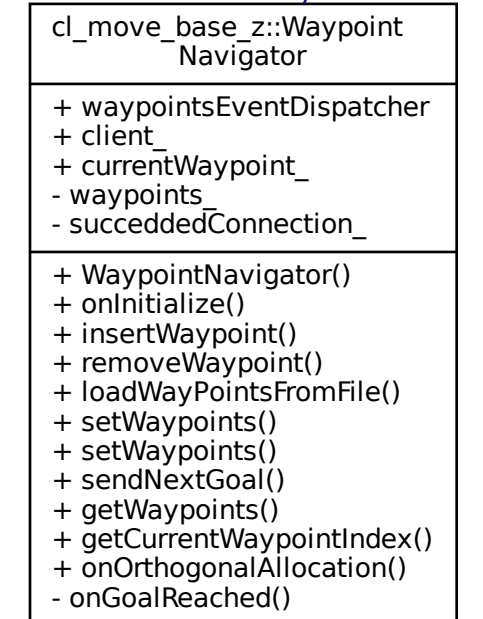 cl_move_base_z::Waypoint
Navigator
+ waypointsEventDispatcher
+ client_
+ currentWaypoint_
- waypoints_
- succeddedConnection_
+ WaypointNavigator()
+ onInitialize()
+ insertWaypoint()
+ removeWaypoint()
+ loadWayPointsFromFile()
+ setWaypoints()
+ setWaypoints()
+ sendNextGoal()
+ getWaypoints()
+ getCurrentWaypointIndex()
+ onOrthogonalAllocation()
- onGoalReached()